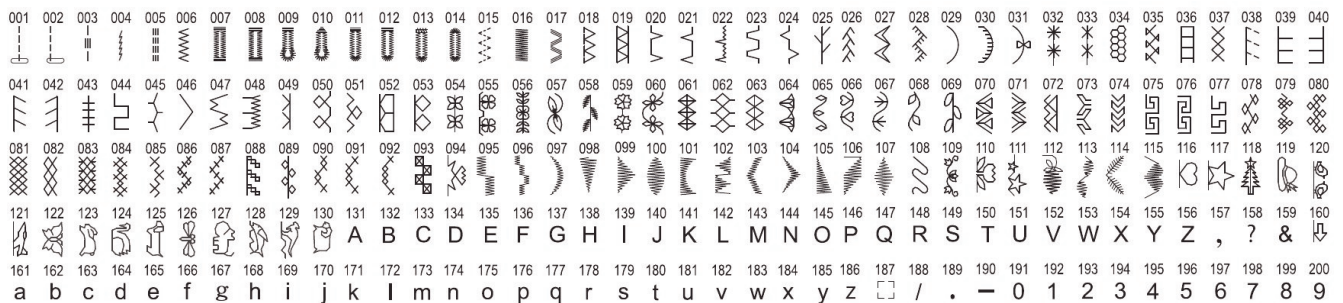 001 002 003 004 005 006 007 008 009 010 011 012 013 014 015 016 017 018 019 020 021 022 023 024 025 026 027 028 029 030 031 032 033 034 035 036 037 038 039 040
041 042 043 044 045 046 047 048 049 050 051 052 053 054 055 056 057 058 059 060 061 062 063 064 065 066 067 068 069 070 071 072 073 074 075 076 077 078 079 080
081 082 083 084 085 086 087 088 089 090 091 092 093 094 095 096 097 098 099 100 101 102 103 104 105 106 107 108 109 110 111 112 113 114 115 116 117 118 119 120
121 122 123 124 125 126 127 128 129 130 131 132 133 134 135 136 137 138 139 140 141 142 143 144 145 146 147 148 149 150 151 152 153 154 155 156 157 158 159 160
A B C D E F G H I J K L M N O P Q R S T U V W X Y Z , ? &
161 162 163 164 165 166 167 168 169 170 171 172 173 174 175 176 177 178 179 180 181 182 183 184 185 186 187 188 189 190 191 192 193 194 195 196 197 198 199 200
a b c d e f g h i j k l m n o p q r s t u v w x y z / . – 0 1 2 3 4 5 6 7 8 9